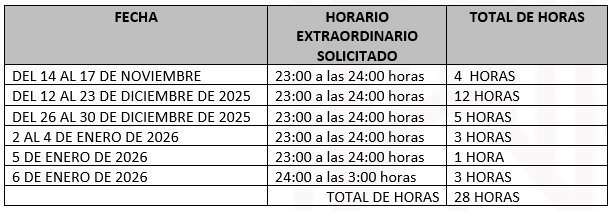 FECHA HORARIO EXTRAORDINARIO SOLICITADO TOTAL DE HORAS
DEL 14 AL 17 DE NOVIEMBRE 23:00 a las 24:00 horas 4 HORAS
DEL 12 AL 23 DE DICIEMBRE DE 2025 23:00 a las 24:00 horas 12 HORAS
DEL 26 AL 30 DE DICIEMBRE DE 2025 23:00 a las 24:00 horas 5 HORAS
2 AL 4 DE ENERO DE 2026 23:00 a las 24:00 horas 3 HORAS
5 DE ENERO DE 2026 23:00 a las 24:00 horas 1 HORA
6 DE ENERO DE 2026 24:00 a las 3:00 horas 3 HORAS
TOTAL DE HORAS 28 HORAS